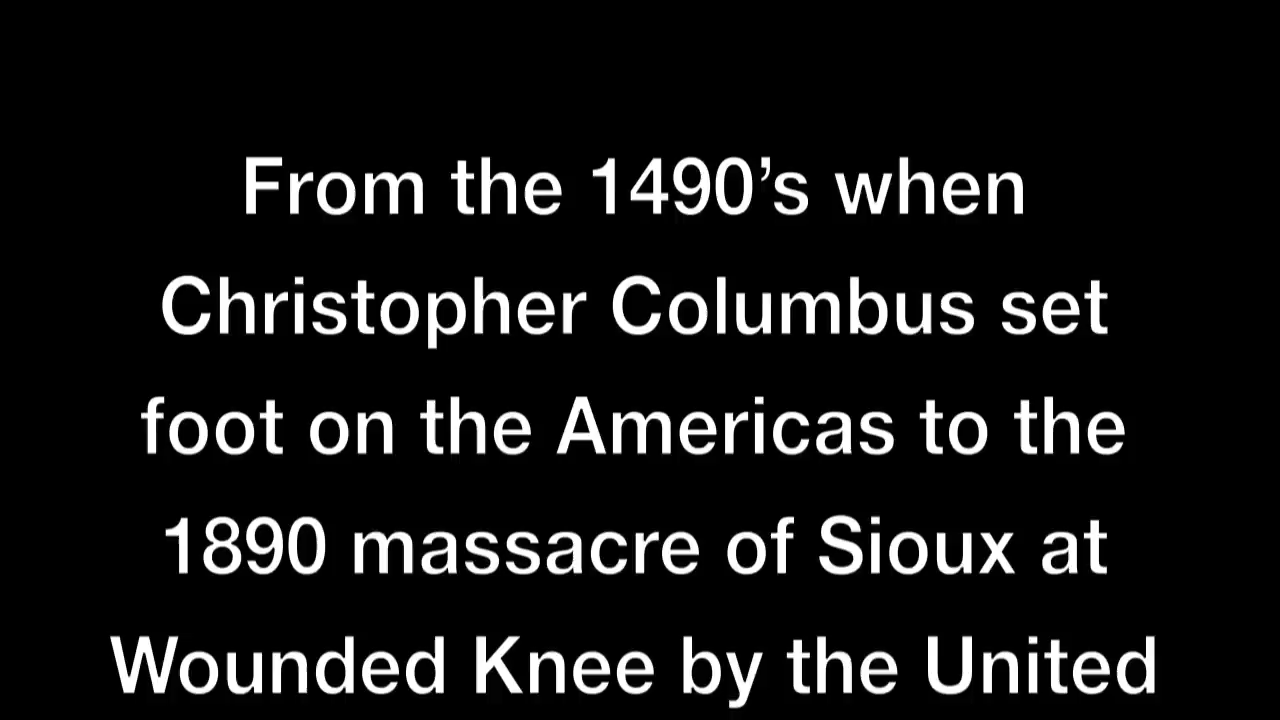 From the 1490’s when
Christopher Columbus set
foot on the Americas to the
1890 massacre of Sioux at
Wounded Knee by the United